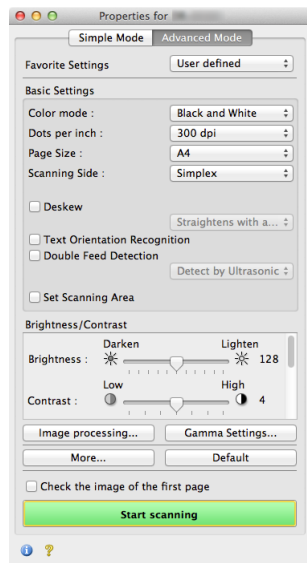 Properties for
Simple Mode Advanced Mode
Favorite Settings User defined
Basic Settings
Color mode : Black and White
Dots per inch : 300 dpi
Page Size : A4
Scanning Side : Simplex
Deskew
Straightens with a...
Text Orientation Recognition
Double Feed Detection
Detect by Ultrasonic
Set Scanning Area
Brightness/Contrast
Darken Lighten
Brightness : 128
Low High
Contrast : 4
Image processing... Gamma Settings...
More... Default
Check the image of the first page
Start scanning